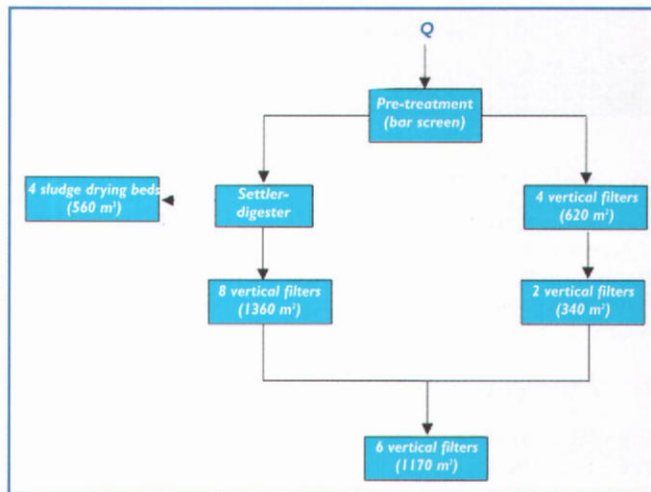 Q
Pre-treatment
(bar screen)
4 sludge drying beds
(560 m²)
Settler-
digester
4 vertical filters
(620 m²)
8 vertical filters
(1360 m²)
2 vertical filters
(340 m²)
6 vertical filters
(1170 m²)